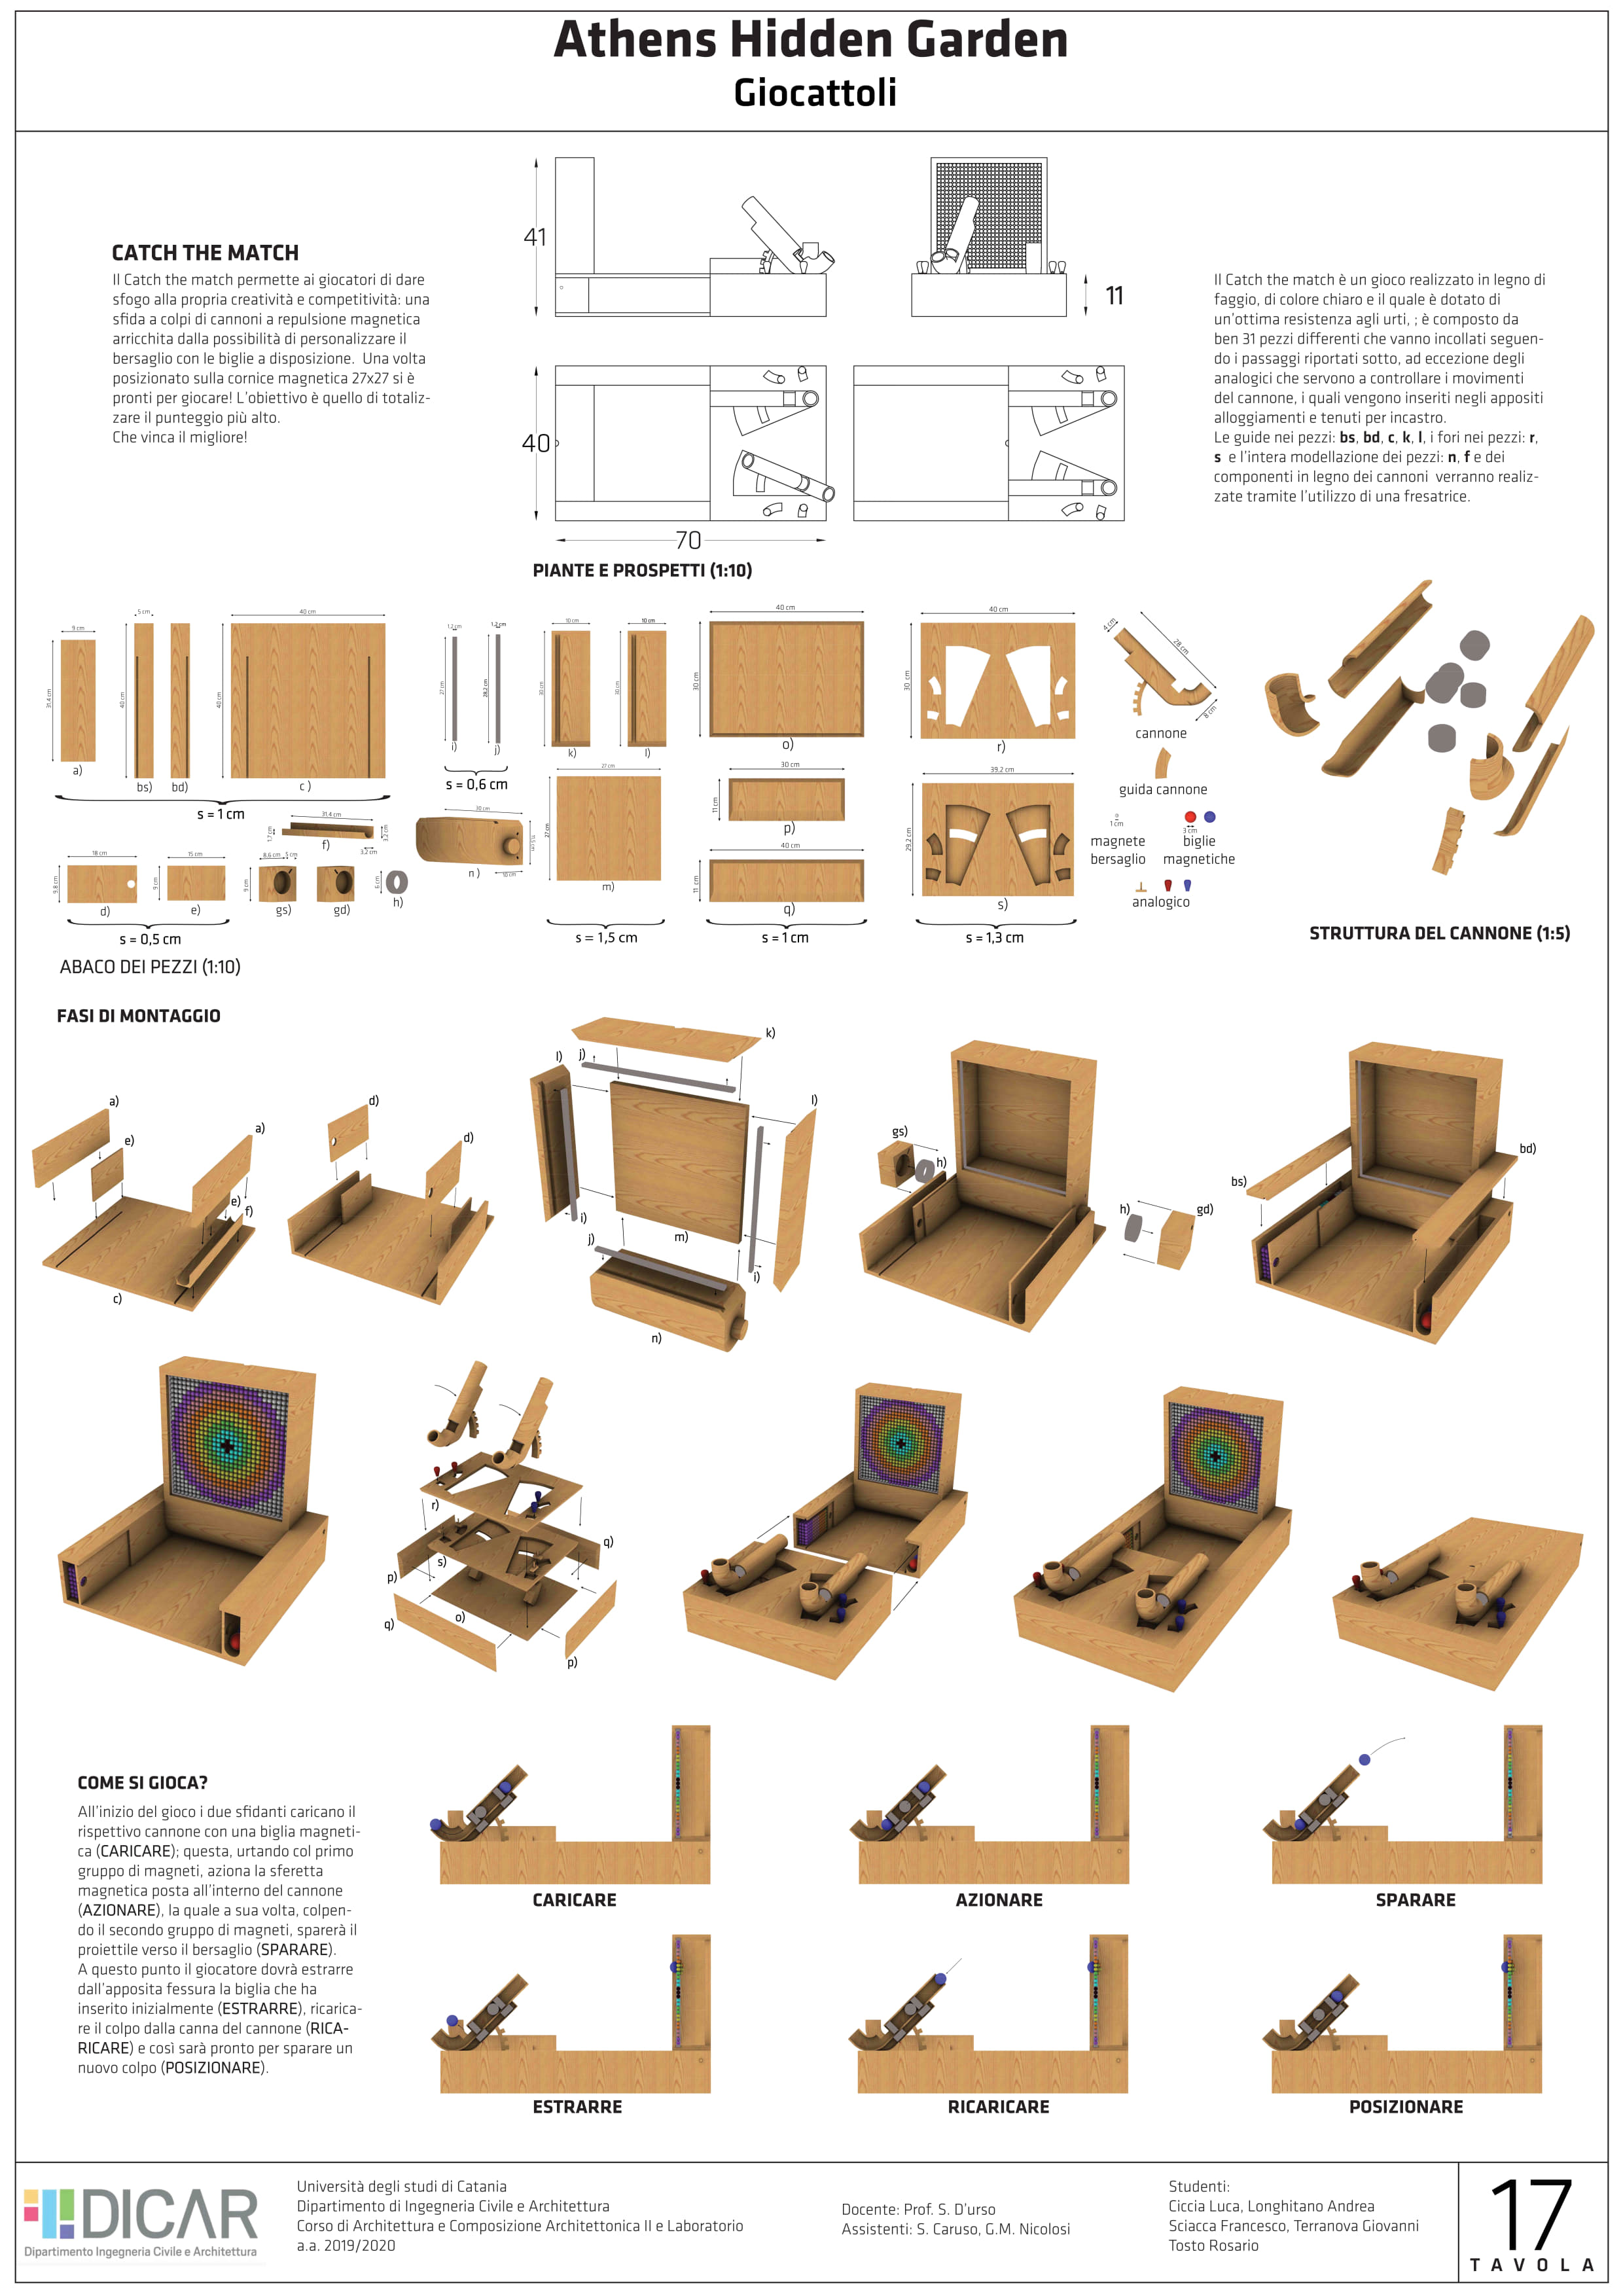 Athens Hidden Garden
Giocattoli
CATCH THE MATCH
Il Catch the match permette ai giocatori di dare
sfogo alla propria creatività e competitività: una
sfida a colpi di cannoni a repulsione magnetica
arricchita dalla possibilità di personalizzare il
bersaglio con le biglie a disposizione. Una volta
posizionato sulla cornice magnetica 27x27 si è
pronti per giocare! L'obiettivo è quello di totaliz-
zare il punteggio più alto.
Che vinca il migliore!
41
11
40
70
PIANTE E PROSPETTI (1:10)
Il Catch the match è un gioco realizzato in legno di
faggio, di colore chiaro e il quale è dotato di
un'ottima resistenza agli urti, ; è composto da
ben 31 pezzi differenti che vanno incollati seguen-
do i passaggi riportati sotto, ad eccezione degli
analogici che servono a controllare i movimenti
del cannone, i quali vengono inseriti negli appositi
alloggiamenti e tenuti per incastro.
Le guide nei pezzi: bs, bd, c, k, l, i fori nei pezzi: r,
s e l'intera modellazione dei pezzi: n, f e dei
componenti in legno dei cannoni verranno realiz-
zate tramite l'utilizzo di una fresatrice.
9 cm
31,4 cm
a)
5 cm
40 cm
bs)
bd)
40 cm
40 cm
c )
s = 1 cm
1,2 cm
27 cm
i)
1,2 cm
28,2 cm
j)
s = 0,6 cm
10 cm
30 cm
k)
10 cm
30 cm
l)
40 cm
30 cm
o)
40 cm
30 cm
r)
4 cm
28 cm
8 cm
cannone
guida cannone
1 cm
magnete
bersaglio
3 cm
biglie
magnetiche
analogico
18 cm
9,8 cm
d)
15 cm
9 cm
e)
s = 0,5 cm
31,4 cm
1,7 cm
3,2 cm
3,2 cm
f)
8,6 cm
5 cm
9 cm
gs)
gd)
6 cm
h)
30 cm
10 cm
n )
27 cm
27 cm
m)
s = 1,5 cm
30 cm
11 cm
p)
40 cm
11 cm
q)
s = 1 cm
39,2 cm
29,2 cm
s)
s = 1,3 cm
STRUTTURA DEL CANNONE (1:5)
ABACO DEI PEZZI (1:10)
FASI DI MONTAGGIO
a)
e)
a)
e)
f)
c)
d)
d)
k)
l)
j)
l)
i)
j)
m)
i)
n)
gs)
h)
h)
gd)
bs)
bd)
r)
s)
q)
p)
o)
q)
p)
COME SI GIOCA?
All'inizio del gioco i due sfidanti caricano il
rispettivo cannone con una biglia magneti-
ca (CARICARE); questa, urtando col primo
gruppo di magneti, aziona la sferetta
magnetica posta all'interno del cannone
(AZIONARE), la quale a sua volta, colpen-
do il secondo gruppo di magneti, sparerà il
proiettile verso il bersaglio (SPARARE).
A questo punto il giocatore dovrà estrarre
dall'apposita fessura la biglia che ha
inserito inizialmente (ESTRARRE), ricarica-
re il colpo dalla canna del cannone (RICA-
RICARE) e così sarà pronto per sparare un
nuovo colpo (POSIZIONARE).
CARICARE
AZIONARE
SPARARE
ESTRARRE
RICARICARE
POSIZIONARE
DICAR
Dipartimento Ingegneria Civile e Architettura
Università degli studi di Catania
Dipartimento di Ingegneria Civile e Architettura
Corso di Architettura e Composizione Architettonica II e Laboratorio
a.a. 2019/2020
Docente: Prof. S. D'urso
Assistenti: S. Caruso, G.M. Nicolosi
Studenti:
Ciccia Luca, Longhitano Andrea
Sciacca Francesco, Terranova Giovanni
Tosto Rosario
17
TAVOLA